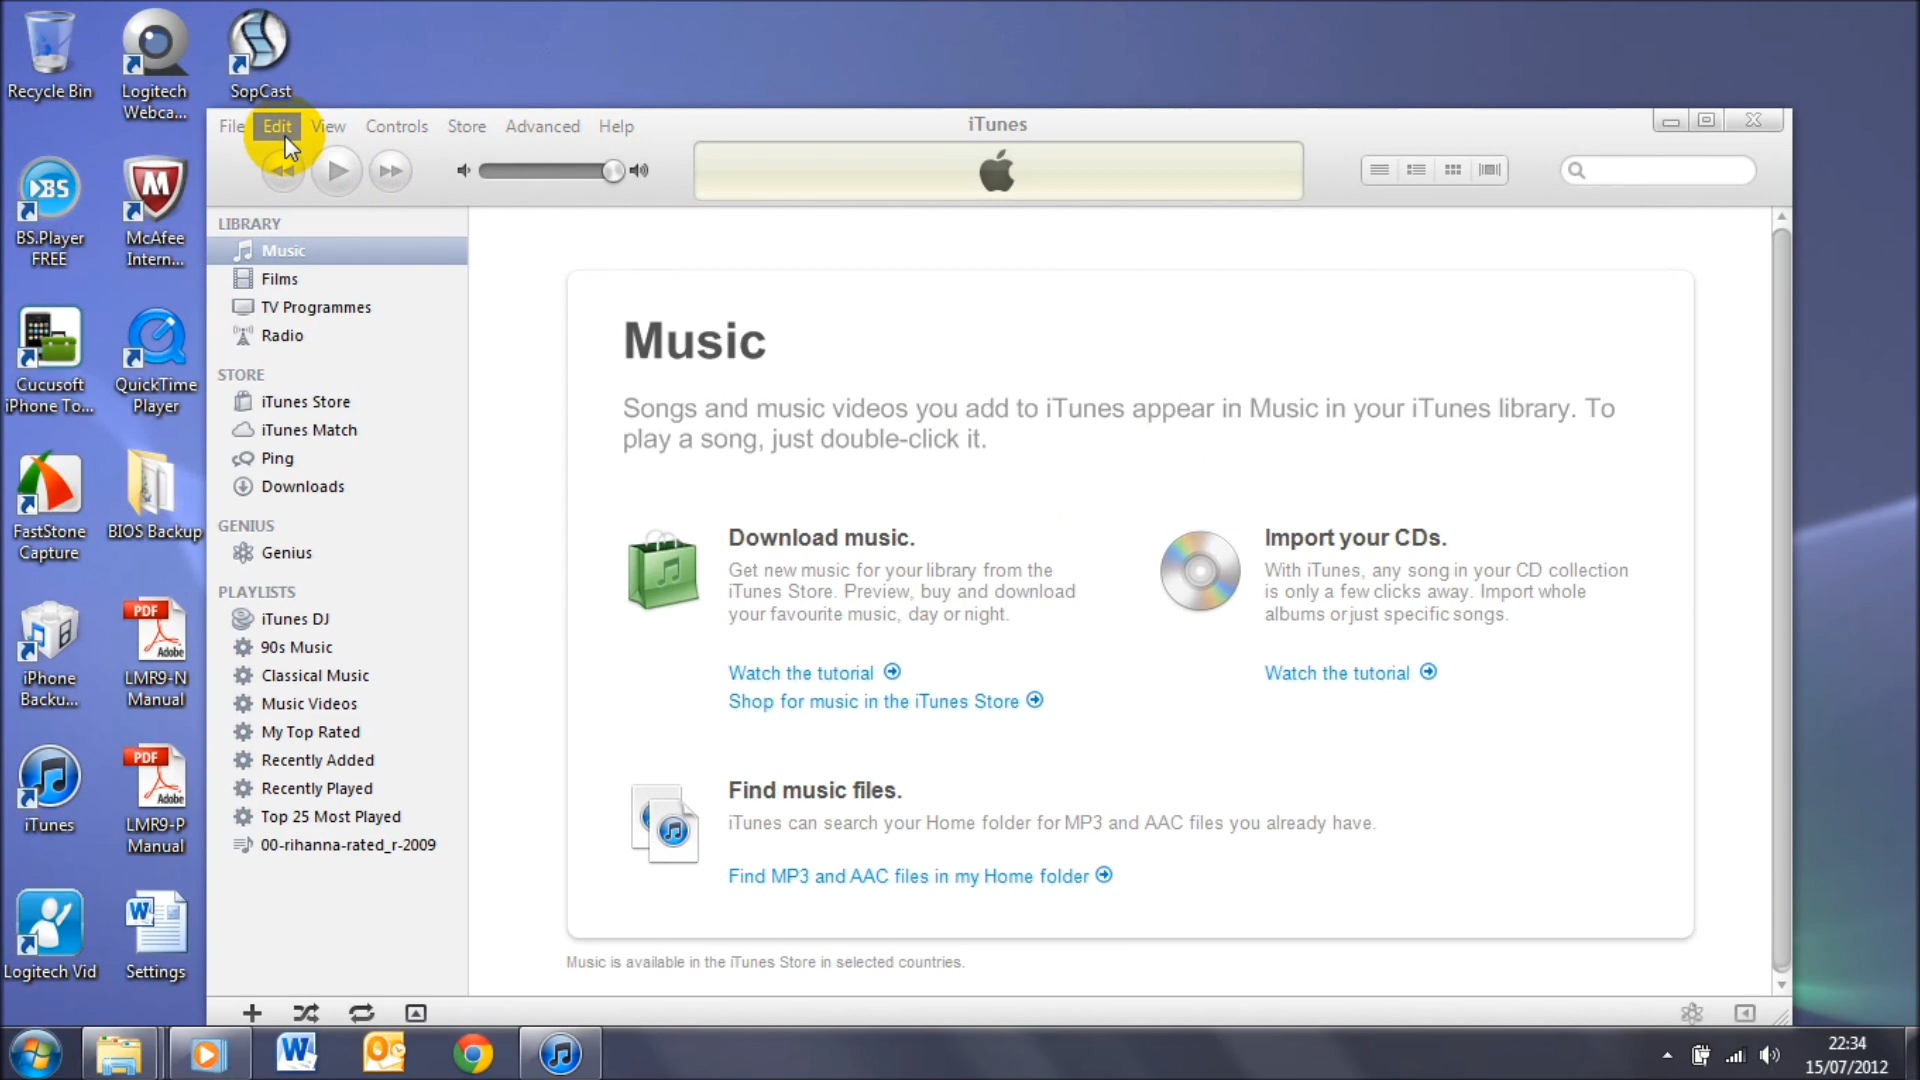 Recycle Bin
Logitech
Webca...
SopCast
BS.Player
FREE
McAfee
Intern...
Cucusoft
iPhone To...
QuickTime
Player
FastStone
Capture
BIOS Backup
iPhone
Backu...
PDF
Adobe
LMR9-N
Manual
iTunes
PDF
Adobe
LMR9-P
Manual
Logitech Vid
Settings
File Edit View Controls Store Advanced Help
iTunes
LIBRARY
Music
Films
TV Programmes
Radio
STORE
iTunes Store
iTunes Match
Ping
Downloads
GENIUS
Genius
PLAYLISTS
iTunes DJ
90s Music
Classical Music
Music Videos
My Top Rated
Recently Added
Recently Played
Top 25 Most Played
00-rihanna-rated_r-2009
Music
Songs and music videos you add to iTunes appear in Music in your iTunes library. To
play a song, just double-click it.
Download music.
Get new music for your library from the
iTunes Store. Preview, buy and download
your favourite music, day or night.
Watch the tutorial
Shop for music in the iTunes Store
Import your CDs.
With iTunes, any song in your CD collection
is only a few clicks away. Import whole
albums or just specific songs.
Watch the tutorial
Find music files.
iTunes can search your Home folder for MP3 and AAC files you already have.
Find MP3 and AAC files in my Home folder
Music is available in the iTunes Store in selected countries.
22:34
15/07/2012